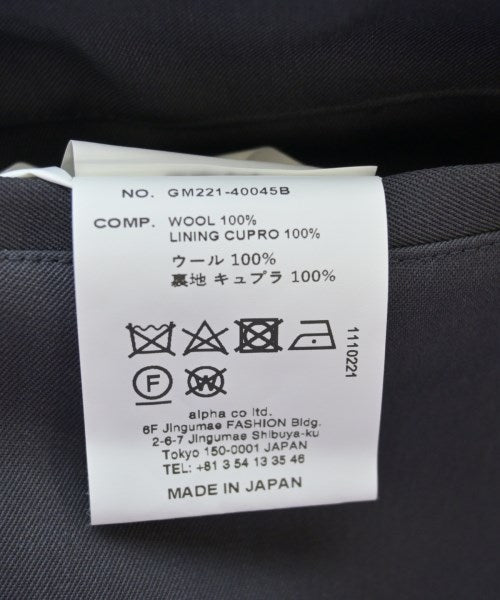 NO. GM221-40045B
COMP. WOOL 100%
LINING CUPRO 100%
ウール 100%
裏地 キュプラ 100%
1110221
F W
alpha co ltd.
6F Jingumae FASHION Bldg.
2-6-7 Jingumae Shibuya-ku
Tokyo 150-0001 JAPAN
TEL: +81 3 54 13 35 46
MADE IN JAPAN